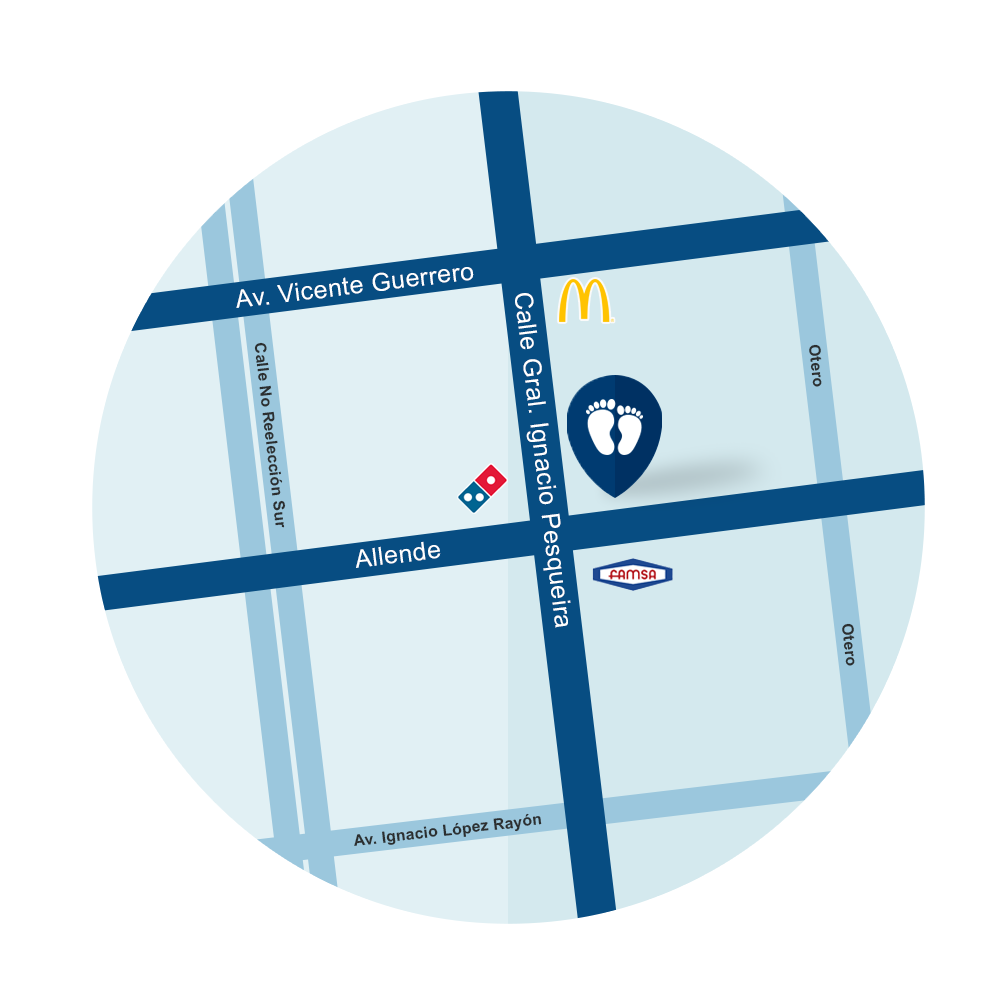 Av. Vicente Guerrero
Calle Gral. Ignacio Pesqueira
Calle No Reelección Sur
Otero
Allende
FAMSA
Otero
Av. Ignacio López Rayón